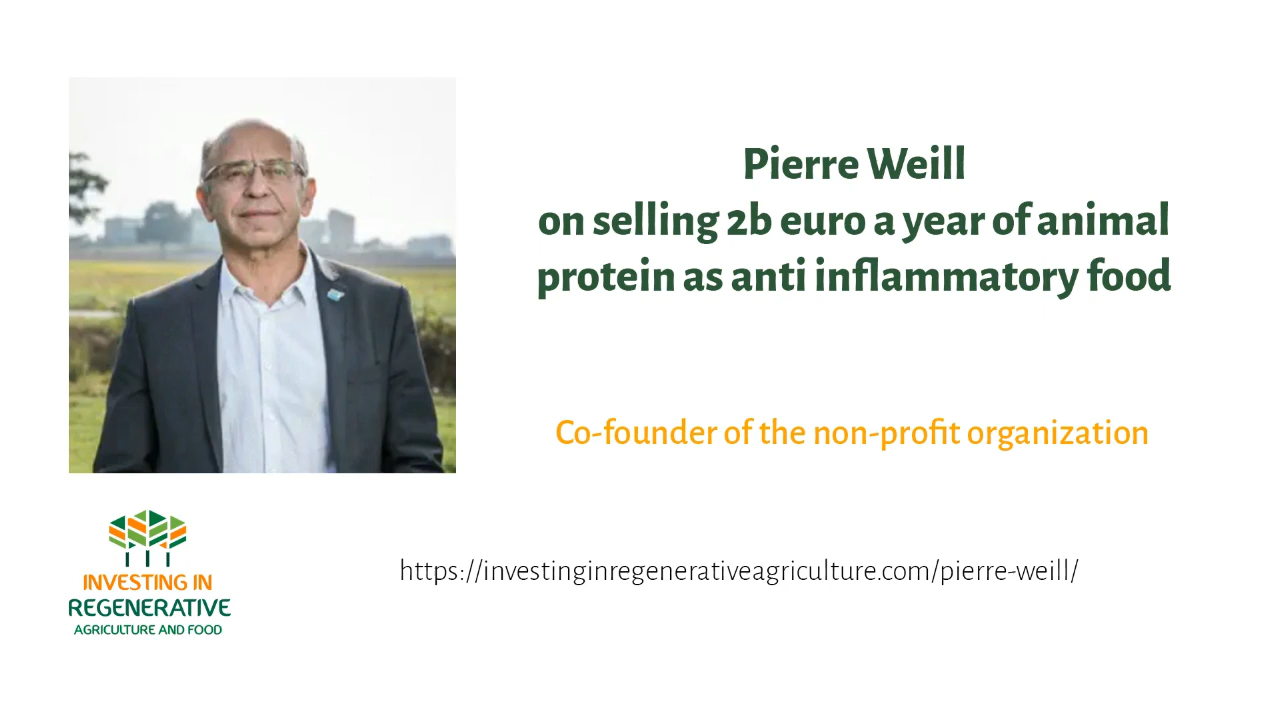 Pierre Weill
on selling 2b euro a year of animal
protein as anti inflammatory food
Co-founder of the non-profit organization
https://investinginregenerativeagriculture.com/pierre-weill/
INVESTING IN
REGENERATIVE
AGRICULTURE AND FOOD